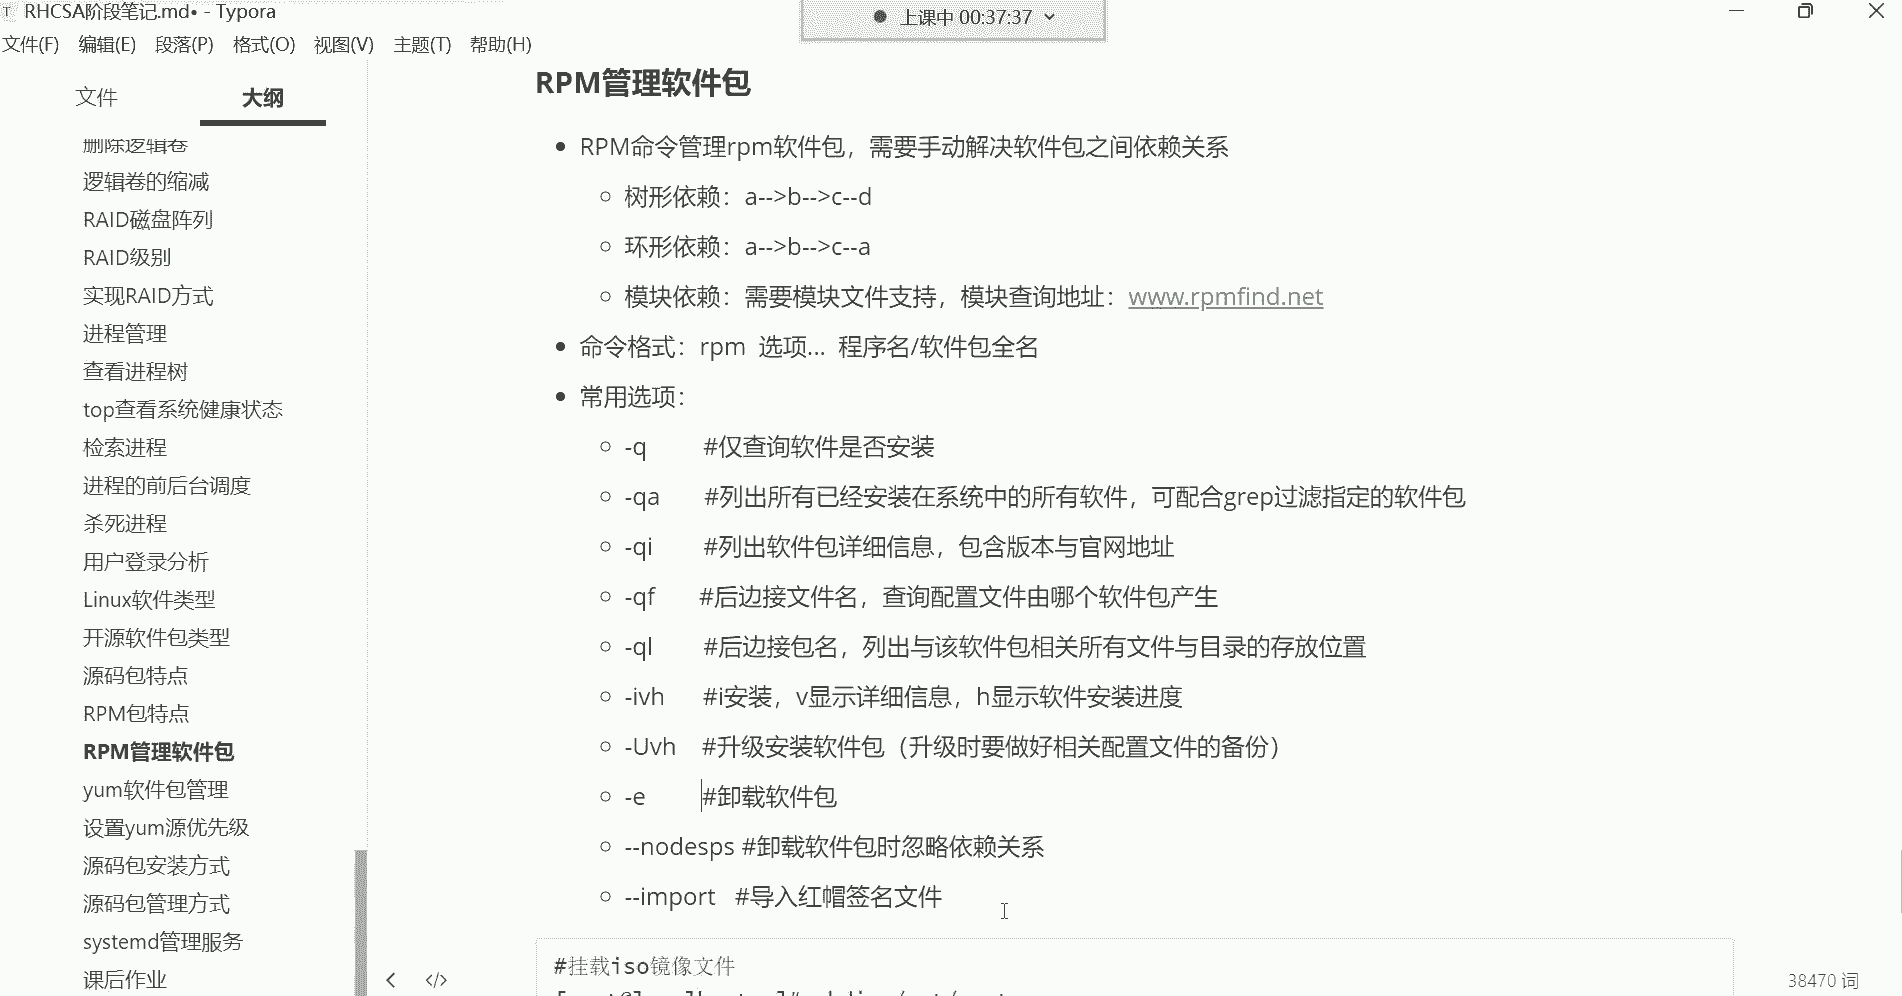 RHCSA阶段笔记.md• - Typora
上课中 00:37:37
文件(F) 编辑(E) 段落(P) 格式(O) 视图(V) 主题(T) 帮助(H)
文件 大纲
删除逻辑卷
逻辑卷的缩减
RAID磁盘阵列
RAID级别
实现RAID方式
进程管理
查看进程树
top查看系统健康状态
检索进程
进程的前后台调度
杀死进程
用户登录分析
Linux软件类型
开源软件包类型
源码包特点
RPM包特点
RPM管理软件包
yum软件包管理
设置yum源优先级
源码包安装方式
源码包管理方式
systemd管理服务
课后作业
RPM管理软件包
RPM命令管理rpm软件包，需要手动解决软件包之间依赖关系
树形依赖：a-->b-->c--d
环形依赖：a-->b-->c--a
模块依赖：需要模块文件支持，模块查询地址：www.rpmfind.net
命令格式：rpm 选项... 程序名/软件包全名
常用选项：
-q #仅查询软件是否安装
-qa #列出所有已经安装在系统中的所有软件，可配合grep过滤指定的软件包
-qi #列出软件包详细信息，包含版本与官网地址
-qf #后边接文件名，查询配置文件由哪个软件包产生
-ql #后边接包名，列出与该软件包相关所有文件与目录的存放位置
-ivh #i安装，v显示详细信息，h显示软件安装进度
-Uvh #升级安装软件包（升级时要做好相关配置文件的备份）
-e #卸载软件包
--nodesps #卸载软件包时忽略依赖关系
--import #导入红帽签名文件
#挂载iso镜像文件
38470 词